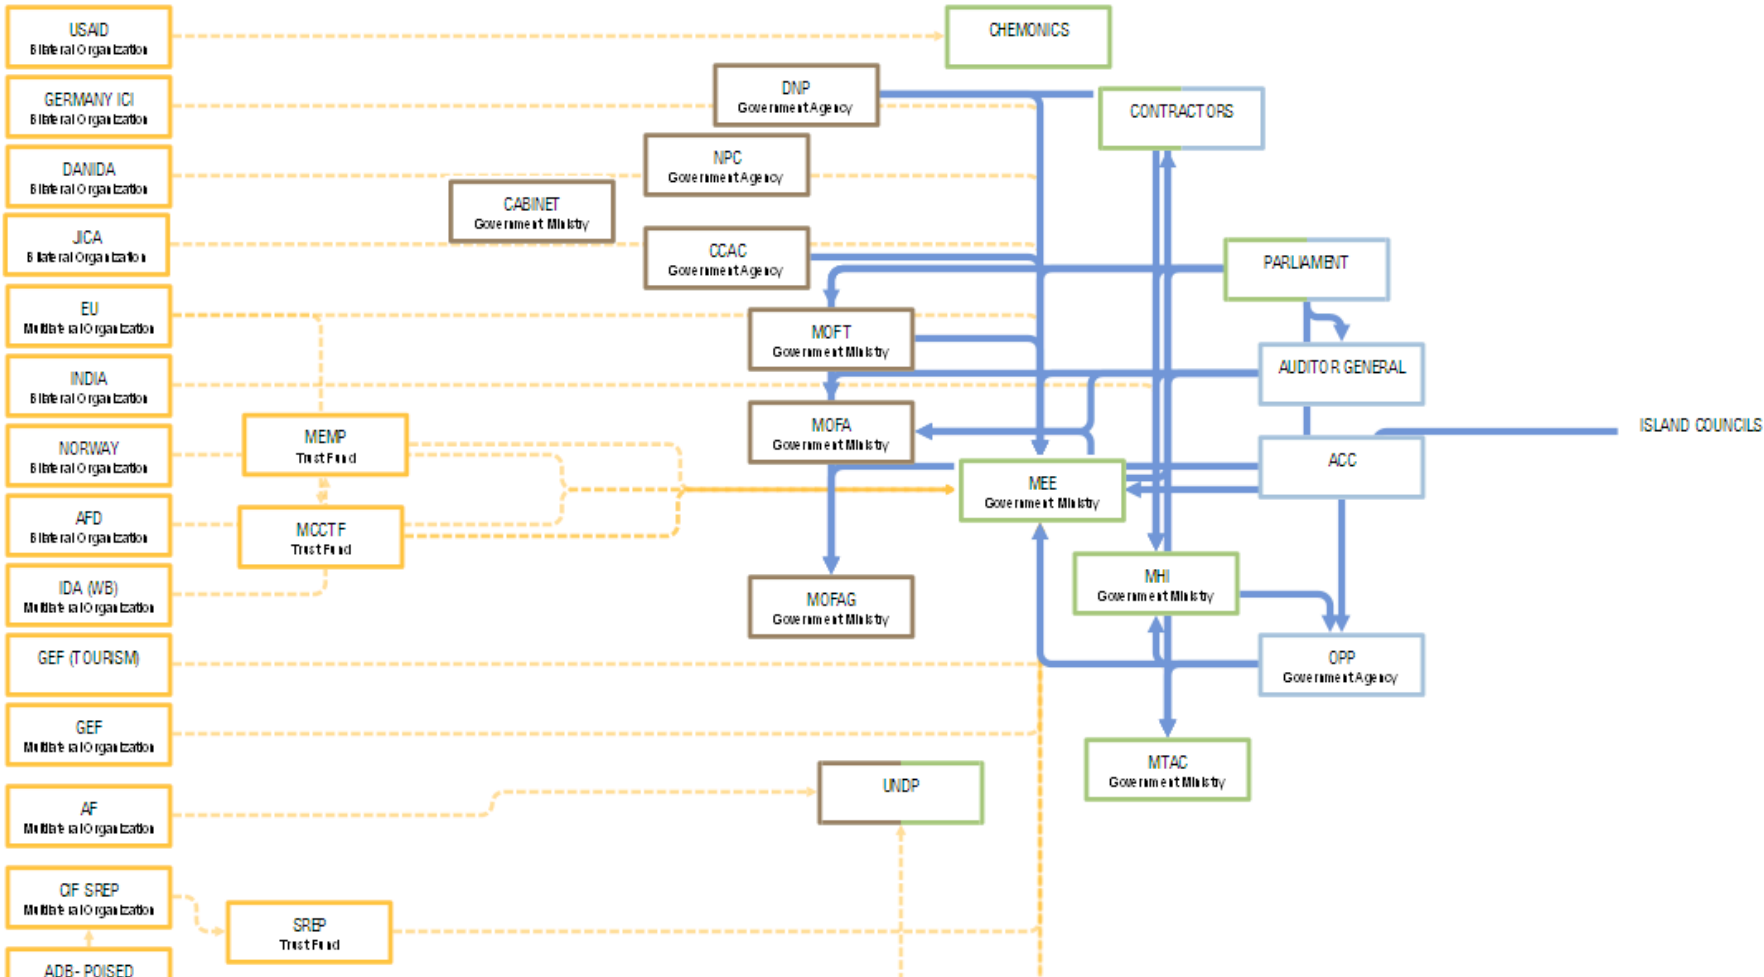 USAID
Bilateral Organization
CHEMONICS
GERMANY ICI
Bilateral Organization
DNP
Government Agency
CONTRACTORS
DANIDA
Bilateral Organization
NPC
Government Agency
CABINET
Government Ministry
JICA
Bilateral Organization
CCAC
Government Agency
PARLIAMENT
EU
Multilateral Organization
MOFT
Government Ministry
INDIA
Bilateral Organization
AUDITOR GENERAL
NORWAY
Bilateral Organization
MEMP
Trust Fund
MOFA
Government Ministry
ISLAND COUNCILS
ACC
MEE
Government Ministry
AFD
Bilateral Organization
MCCTF
Trust Fund
IDA (WB)
Multilateral Organization
MOFAG
Government Ministry
MHI
Government Ministry
GEF (TOURISM)
OPP
Government Agency
GEF
Multilateral Organization
MTAC
Government Ministry
AF
Multilateral Organization
UNDP
CIF SREP
Multilateral Organization
SREP
Trust Fund
ADB- POISED